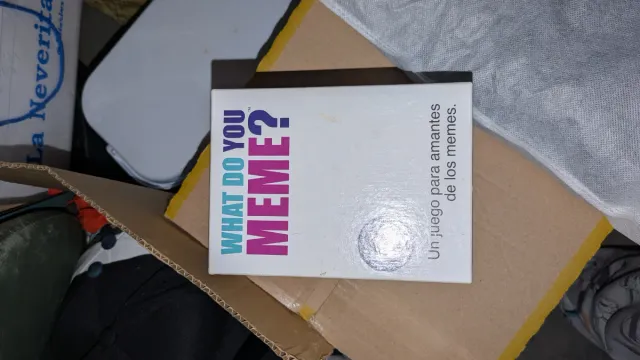 WHAT DO YOU
MEME?
Un juego para amantes
de los memes.
La Neverita